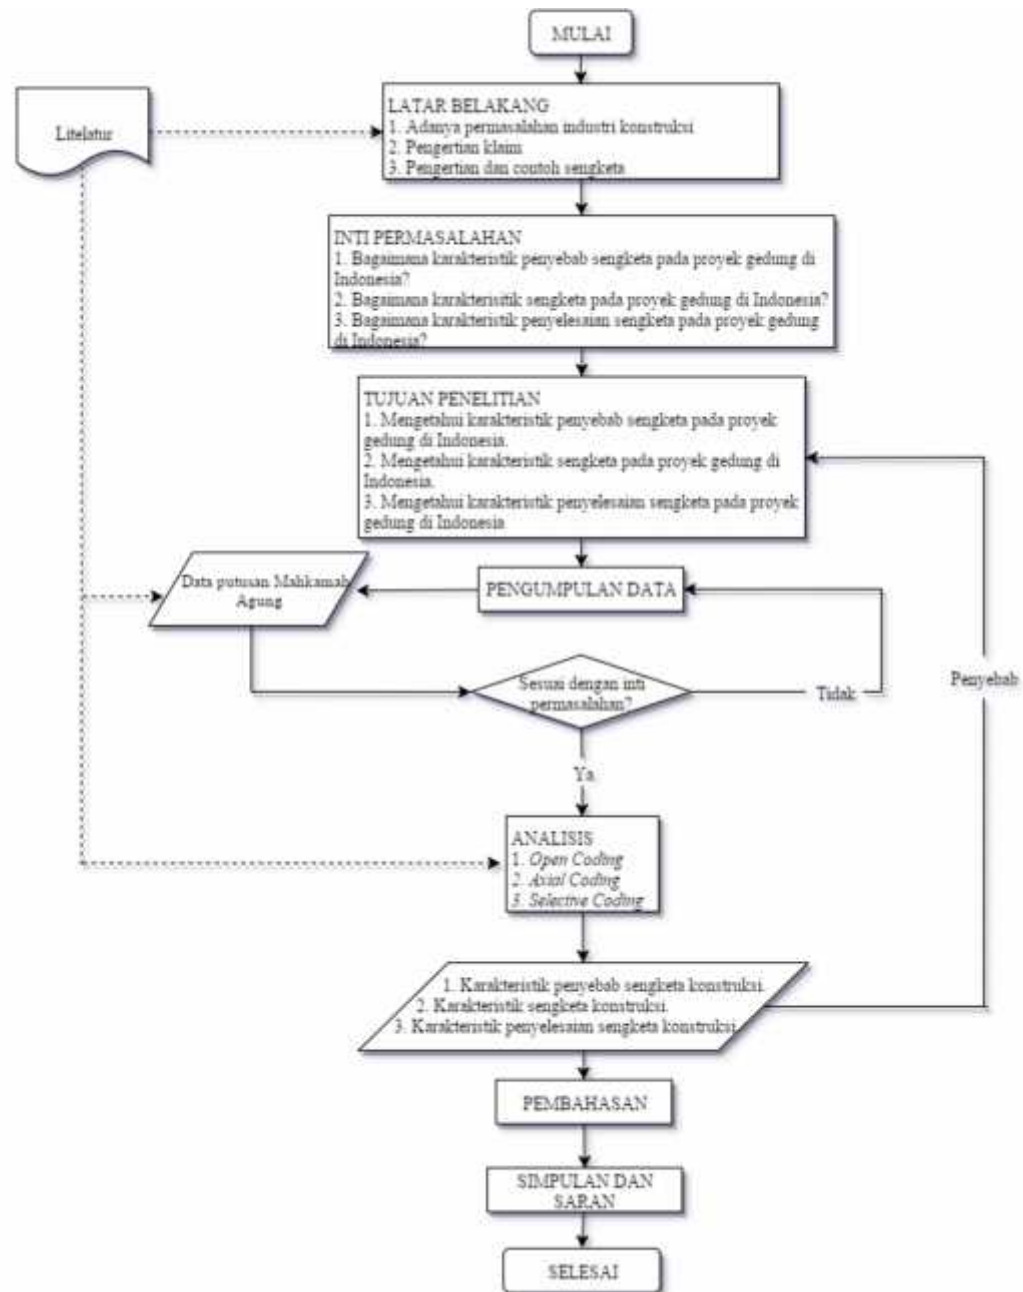 MULAI
Litelatur
LATAR BELAKANG
1. Adanya permasalahan industri konstruksi
2. Pengertian klaim
3. Pengertian dan contoh sengketa
INTI PERMASALAHAN
1. Bagaimana karakteristik penyebab sengketa pada proyek gedung di
Indonesia?
2. Bagaimana karakterisitik sengketa pada proyek gedung di Indonesia?
3. Bagaimana karakteristik penyelesaian sengketa pada proyek gedung
di Indonesia?
TUJUAN PENELITIAN
1. Mengetahui karakteristik penyebab sengketa pada proyek
gedung di Indonesia.
2. Mengetahui karakteristik sengketa pada proyek gedung di
Indonesia.
3. Mengetahui karakteristik penyelesaian sengketa pada proyek
gedung di Indonesia
Data putusan Mahkamah
Agung
PENGUMPULAN DATA
Sesuai dengan inti
permasalahan?
Tidak
Penyebab
Ya
ANALISIS
1. Open Coding
2. Axial Coding
3. Selective Coding
1. Karakteristik penyebab sengketa konstruksi.
2. Karakteristik sengketa konstruksi.
3. Karakteristik penyelesaian sengketa konstruksi.
PEMBAHASAN
SIMPULAN DAN
SARAN
SELESAI